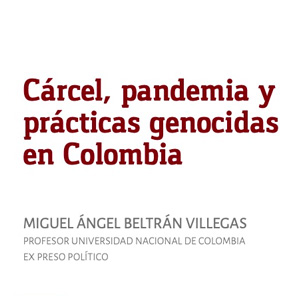 Cárcel, pandemia y
prácticas genocidas
en Colombia
MIGUEL ÁNGEL BELTRÁN VILLEGAS
PROFESOR UNIVERSIDAD NACIONAL DE COLOMBIA
EX PRESO POLÍTICO